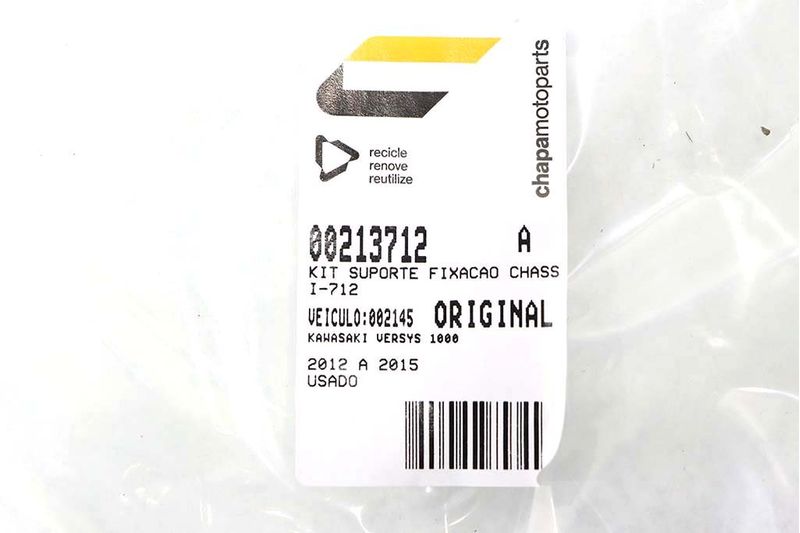 chapamotoparts
recicle
renove
reutilize
00213712 A
KIT SUPORTE FIXACAO CHASS
I-712
VEICULO:002145 ORIGINAL
KAWASAKI VERSYS 1000
2012 A 2015
USADO